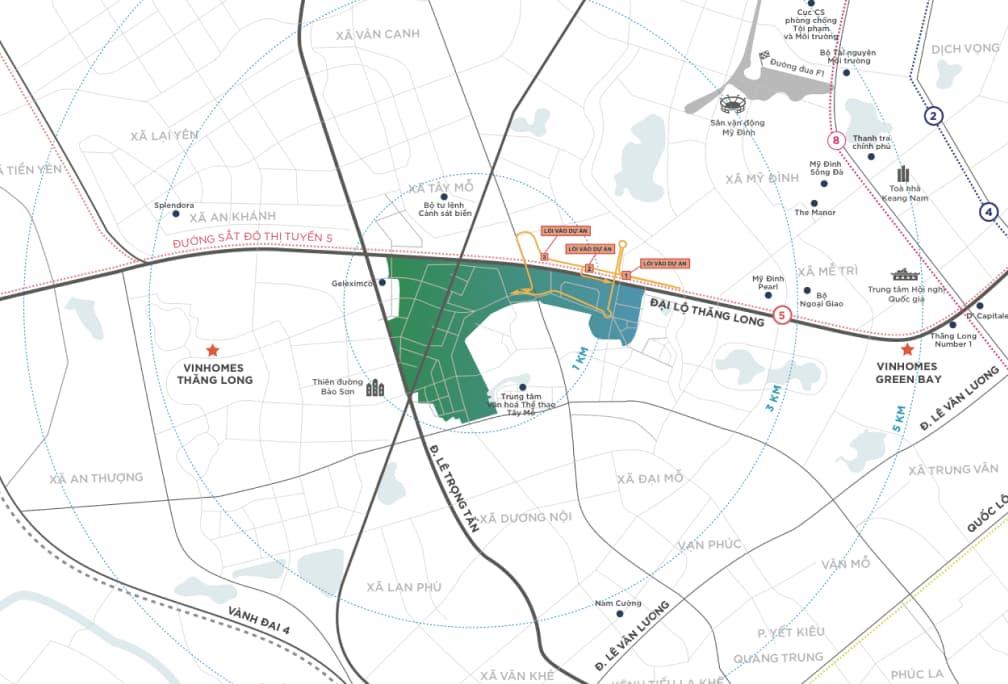 Cục CS
phòng chống
Tội phạm
và Môi trường
XÃ VÂN CANH
DỊCH VỌNG
Bộ Tài nguyên
Môi trường
Đường đua F1
2
Sân vận động
Mỹ Đình
XÃ LẠI YÊN
8
Thanh tra
chính phủ
XÃ TIỀN YÊN
Mỹ Đình
Sông Đà
XÃ MỸ ĐÌNH
XÃ TÂY MỖ
Toà nhà
Keang Nam
Bộ tư lệnh
Cảnh sát biển
Splendora
The Manor
4
XÃ AN KHÁNH
LỐI VÀO DỰ ÁN
ĐƯỜNG SẮT ĐÔ THỊ TUYẾN 5
LỐI VÀO DỰ ÁN
3
LỐI VÀO DỰ ÁN
2
1
XÃ MỄ TRÌ
Geleximco
Mỹ Đình
Pearl
Trung tâm Hội nghị
Quốc gia
Bộ
Ngoại Giao
ĐẠI LỘ THĂNG LONG
5
D' Capitale
Thăng Long
Number 1
VINHOMES
THĂNG LONG
VINHOMES
GREEN BAY
1 KM
Thiên đường
Bảo Sơn
Trung tâm
Văn hoá Thể thao
Tây Mỗ
3 KM
5 KM
Đ. LÊ VĂN LƯƠNG
XÃ AN THƯỢNG
Đ. LÊ TRỌNG TẤN
XÃ ĐẠI MỖ
XÃ TRUNG VĂN
XÃ DƯƠNG NỘI
QUỐC LỘ
VẠN PHÚC
VĂN MỖ
XÃ LAN PHÚ
VÀNH ĐAI 4
Nam Cường
Đ. LÊ VĂN LƯƠNG
P. YẾT KIÊU
QUANG TRUNG
XÃ VĂN KHÊ
PHÚC LA